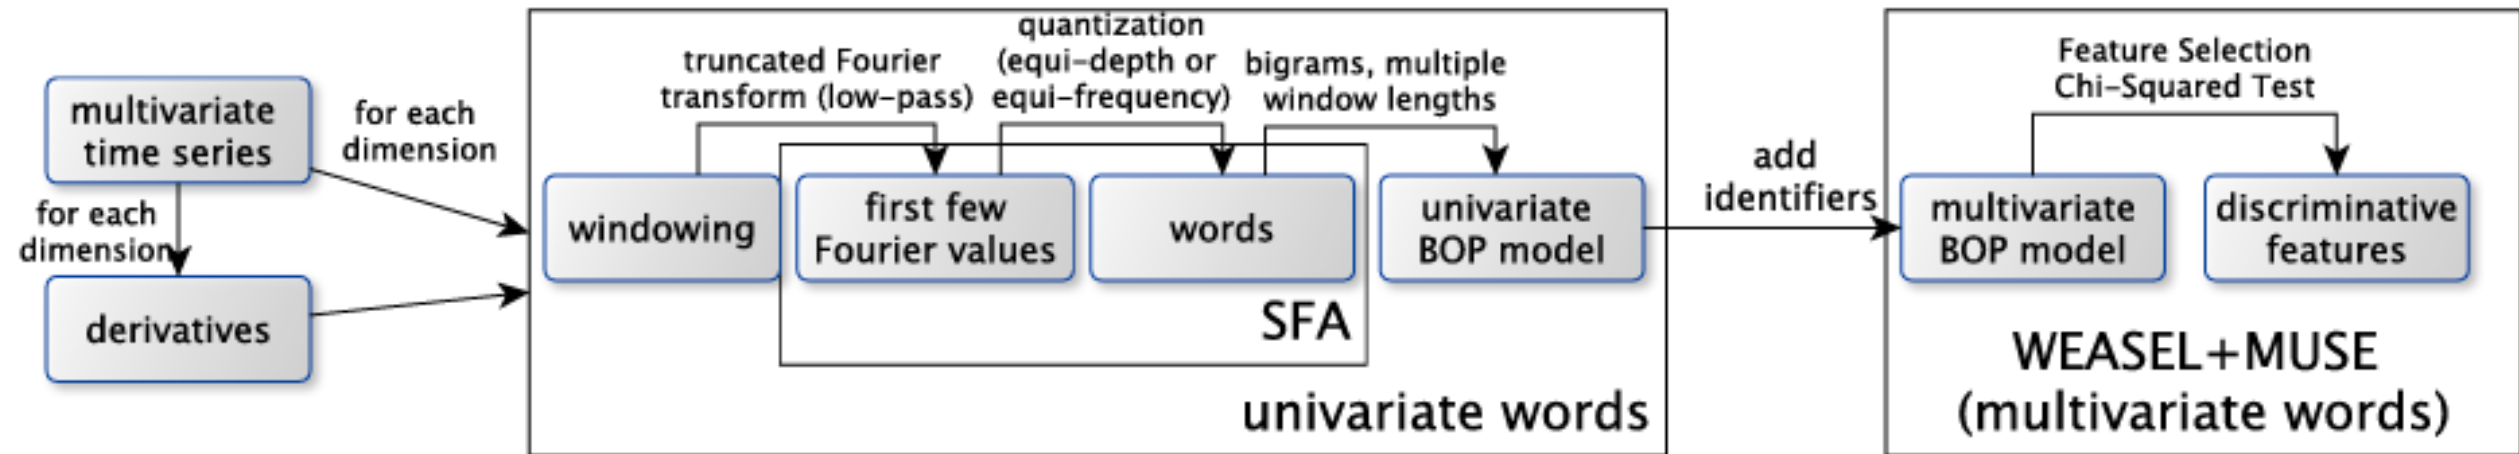 multivariate
time series
for each
dimension
for each
dimension
derivatives
truncated Fourier
transform (low-pass)
quantization
(equi-depth or
equi-frequency)
bigrams, multiple
window lengths
windowing
first few
Fourier values
words
univariate
BOP model
SFA
univariate words
add
identifiers
Feature Selection
Chi-Squared Test
multivariate
BOP model
discriminative
features
WEASEL+MUSE
(multivariate words)